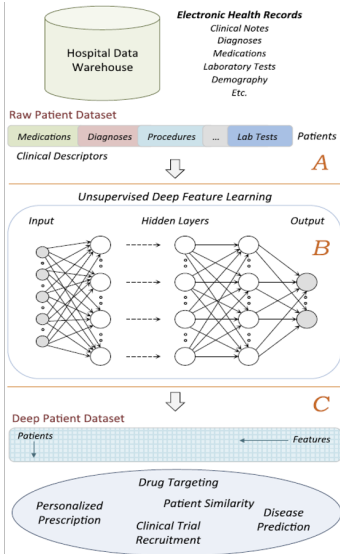 Electronic Health Records
Clinical Notes
Diagnoses
Medications
Laboratory Tests
Demography
Etc.
Hospital Data
Warehouse
Raw Patient Dataset
Medications Diagnoses Procedures ... Lab Tests Patients
Clinical Descriptors
A
Unsupervised Deep Feature Learning
Input Hidden Layers Output
B
C
Deep Patient Dataset
Patients Features
Drug Targeting
Personalized
Prescription
Patient Similarity
Clinical Trial
Recruitment
Disease
Prediction